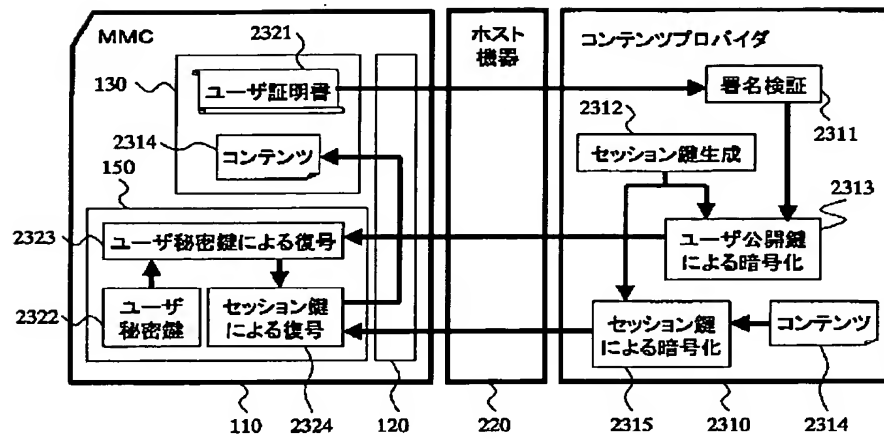 MMC
2321
130
ユーザ証明書
2314
コンテンツ
150
2323
ユーザ秘密鍵による復号
2322
ユーザ
秘密鍵
セッション鍵
による復号
ホスト
機器
コンテンツプロバイダ
署名検証
2311
2312
セッション鍵生成
2313
ユーザ公開鍵
による暗号化
セッション鍵
による暗号化
コンテンツ
110
2324
120
220
2315
2310
2314